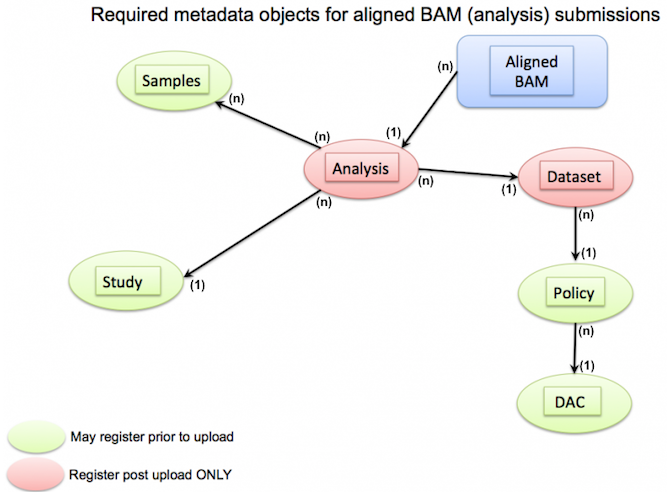 Required metadata objects for aligned BAM (analysis) submissions
Samples
(n)
(n)
Aligned
BAM
(n)
(1)
Analysis
(n)
(n)
(1)
Dataset
(n)
Study
(1)
(1)
Policy
(n)
(1)
DAC
May register prior to upload
Register post upload ONLY